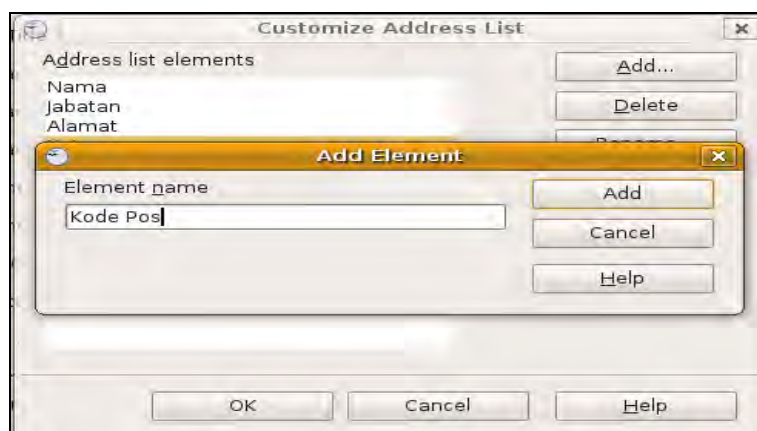 Customize Address List
Address list elements
Add...
Nama
Jabatan
Delete
Alamat
Add Element
Element name
Add
Kode Pos
Cancel
Help
OK Cancel Help